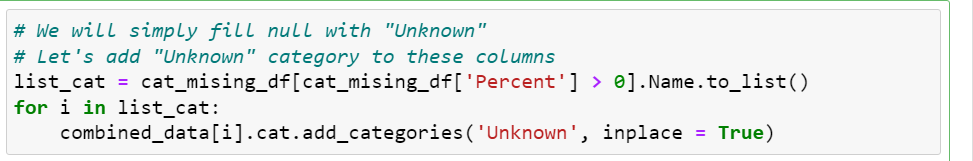 # We will simply fill null with "Unknown"
# Let's add "Unknown" category to these columns
list_cat = cat_mising_df[cat_mising_df['Percent'] > 0].Name.to_list()
for i in list_cat:
    combined_data[i].cat.add_categories('Unknown', inplace = True)